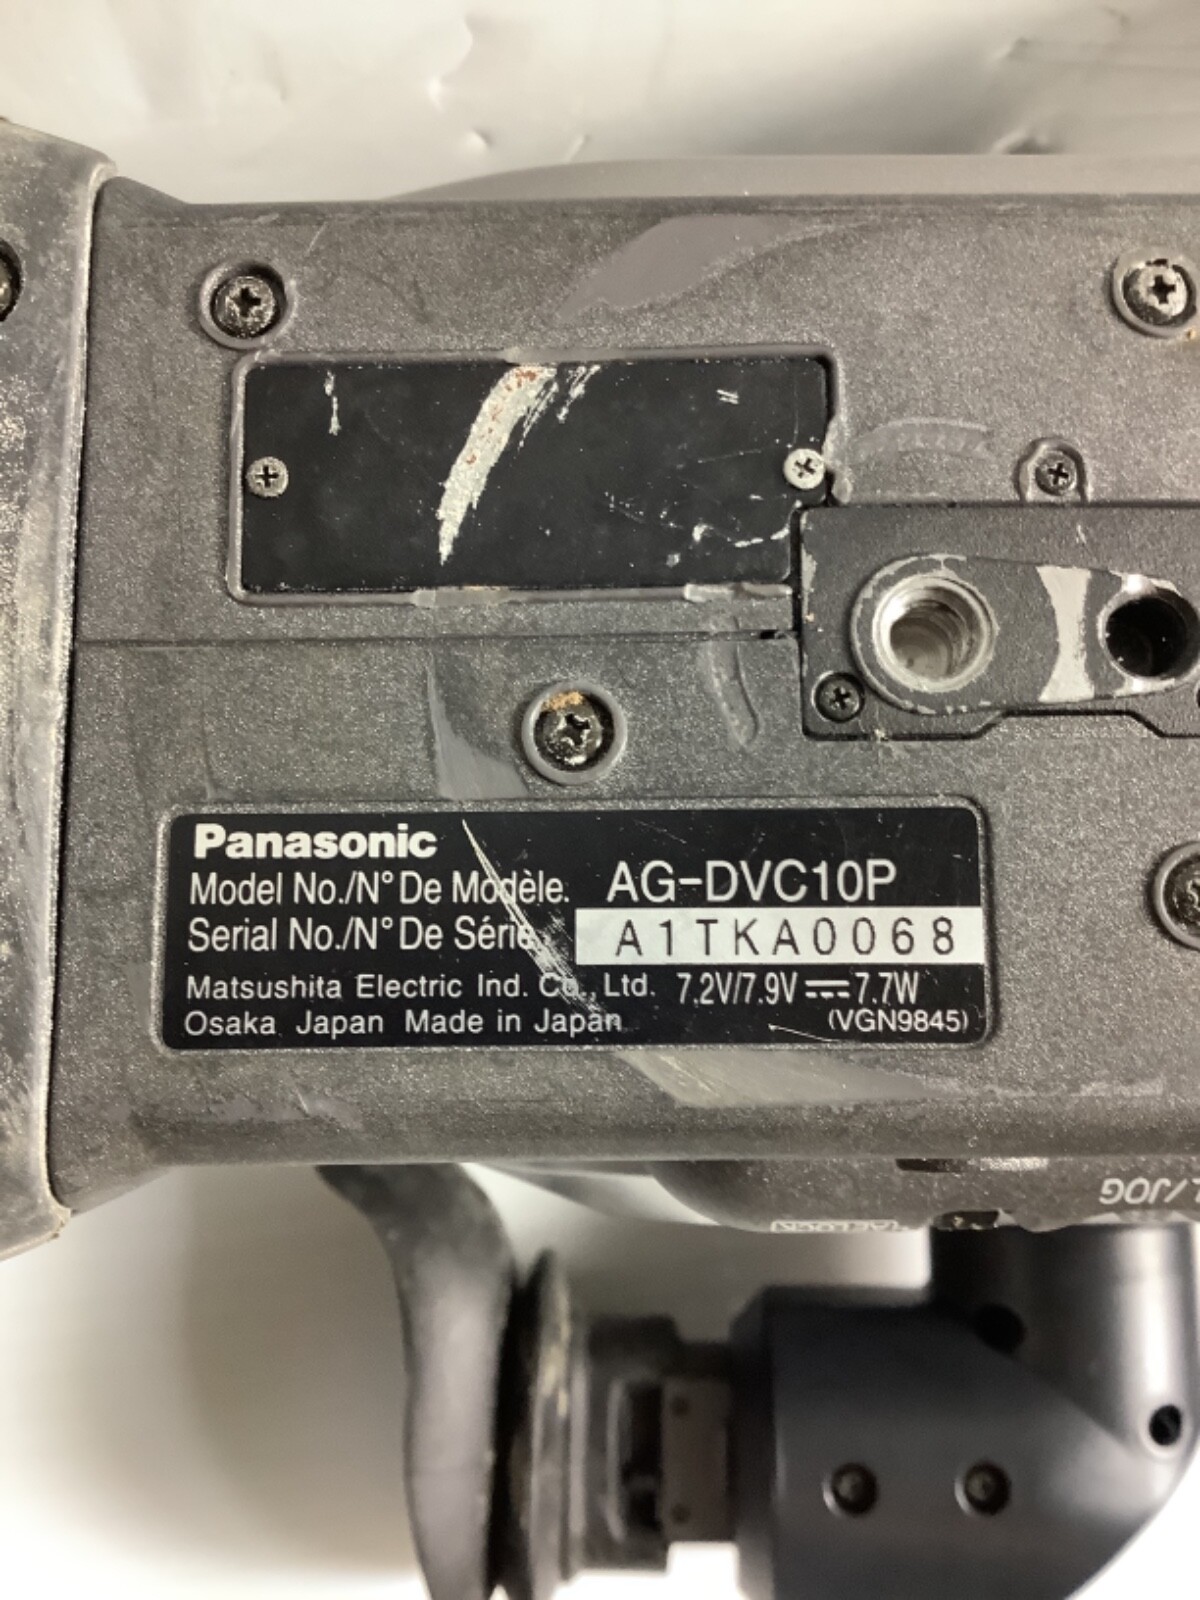 Panasonic
Model No./N° De Modèle. AG-DVC10P
Serial No./N° De Série. A1TKA0068
Matsushita Electric Ind. Co., Ltd. 7.2V/7.9V ⎓ 7.7W
Osaka Japan Made in Japan (VGN9845)
/JOG